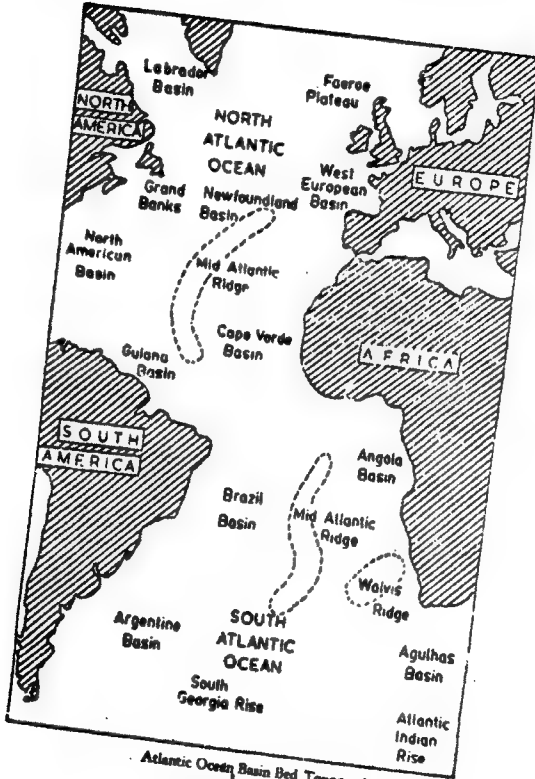 Labrador
Basin
Faeroe
Plateau
NORTH
AMERICA
NORTH
ATLANTIC
OCEAN
EUROPE
Grand
Banks
Newfoundland
Basin
West
European
Basin
North
American
Basin
Mid Atlantic
Ridge
Cape Verde
Basin
AFRICA
Guiana
Basin
SOUTH
AMERICA
Angola
Basin
Brazil
Basin
Mid Atlantic
Ridge
Walvis
Ridge
Argentine
Basin
SOUTH
ATLANTIC
OCEAN
Agulhas
Basin
South
Georgia Rise
Atlantic
Indian
Rise
Atlantic Ocean Basin Bed